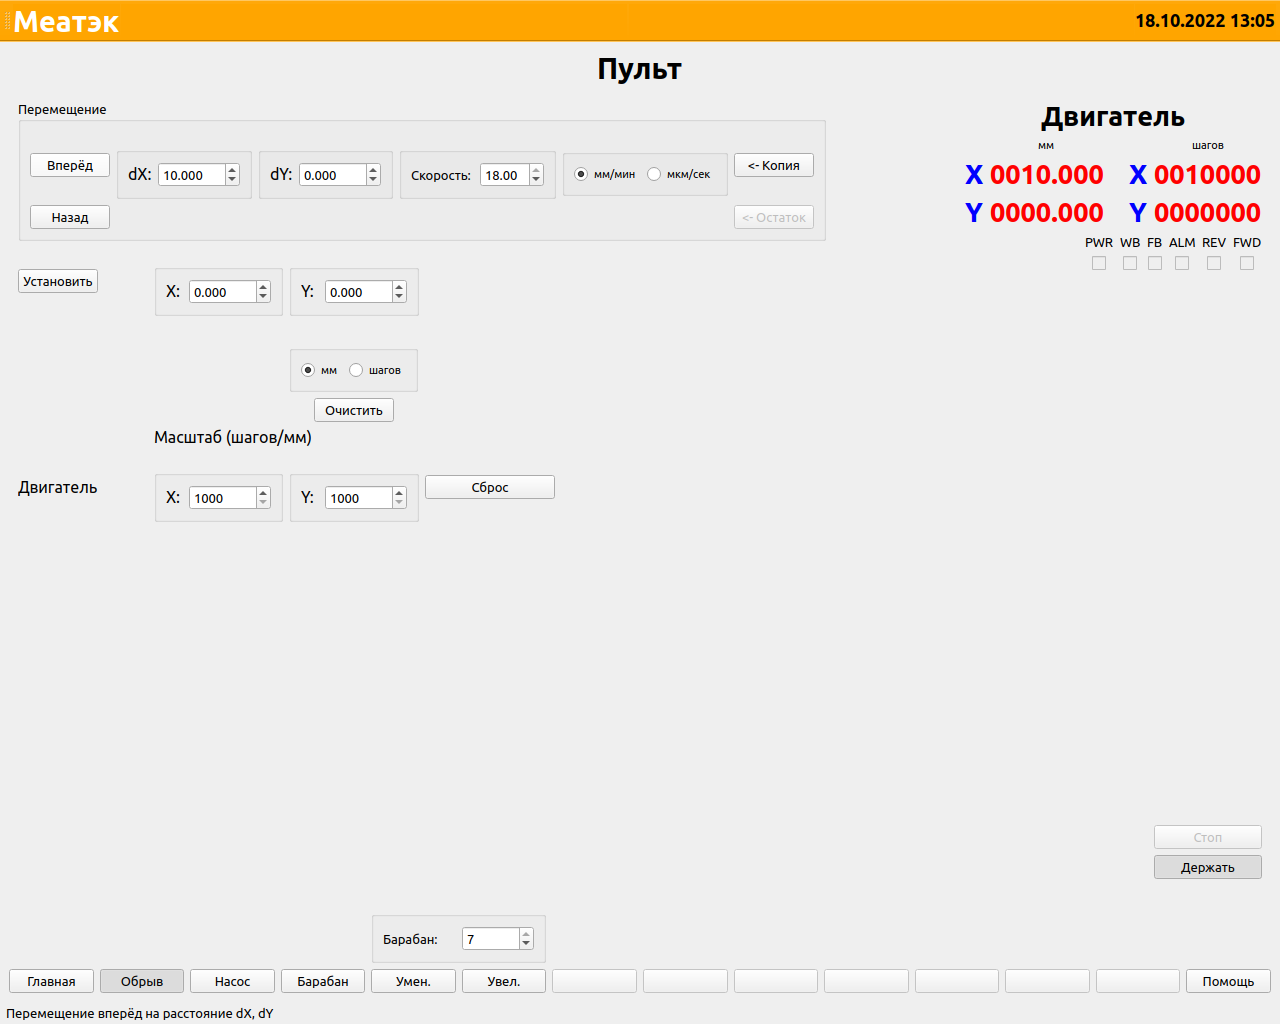 Меатэк 18.10.2022 13:05
Пульт
Перемещение
Двигатель
мм шагов
Вперёд dX: 10.000 dY: 0.000 Скорость: 18.00 мм/мин мкм/сек <- Копия
X 0010.000 X 0010000
Назад <- Остаток
Y 0000.000 Y 0000000
PWR WB FB ALM REV FWD
Установить X: 0.000 Y: 0.000
мм шагов
Очистить
Масштаб (шагов/мм)
Двигатель X: 1000 Y: 1000 Сброс
Стоп
Держать
Барабан: 7
Главная Обрыв Насос Барабан Умен. Увел. Помощь
Перемещение вперёд на расстояние dX, dY